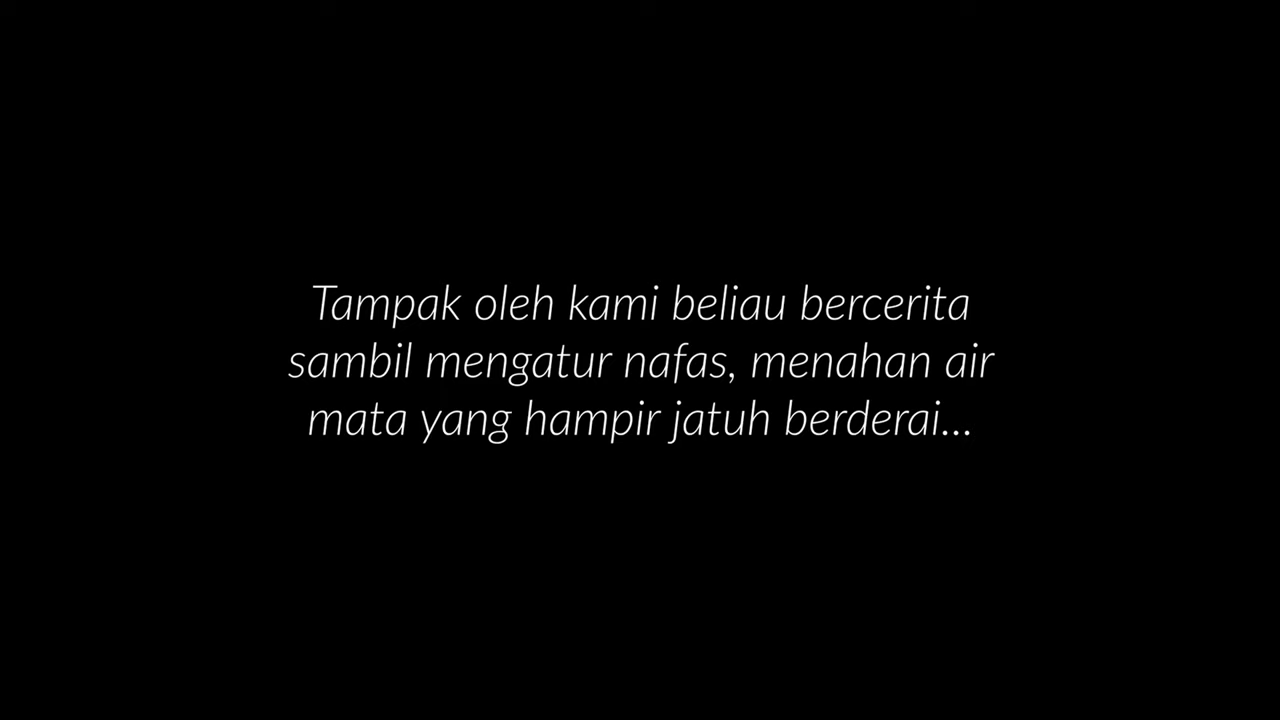 Tampak oleh kami beliau bercerita
sambil mengatur nafas, menahan air
mata yang hampir jatuh berderai...